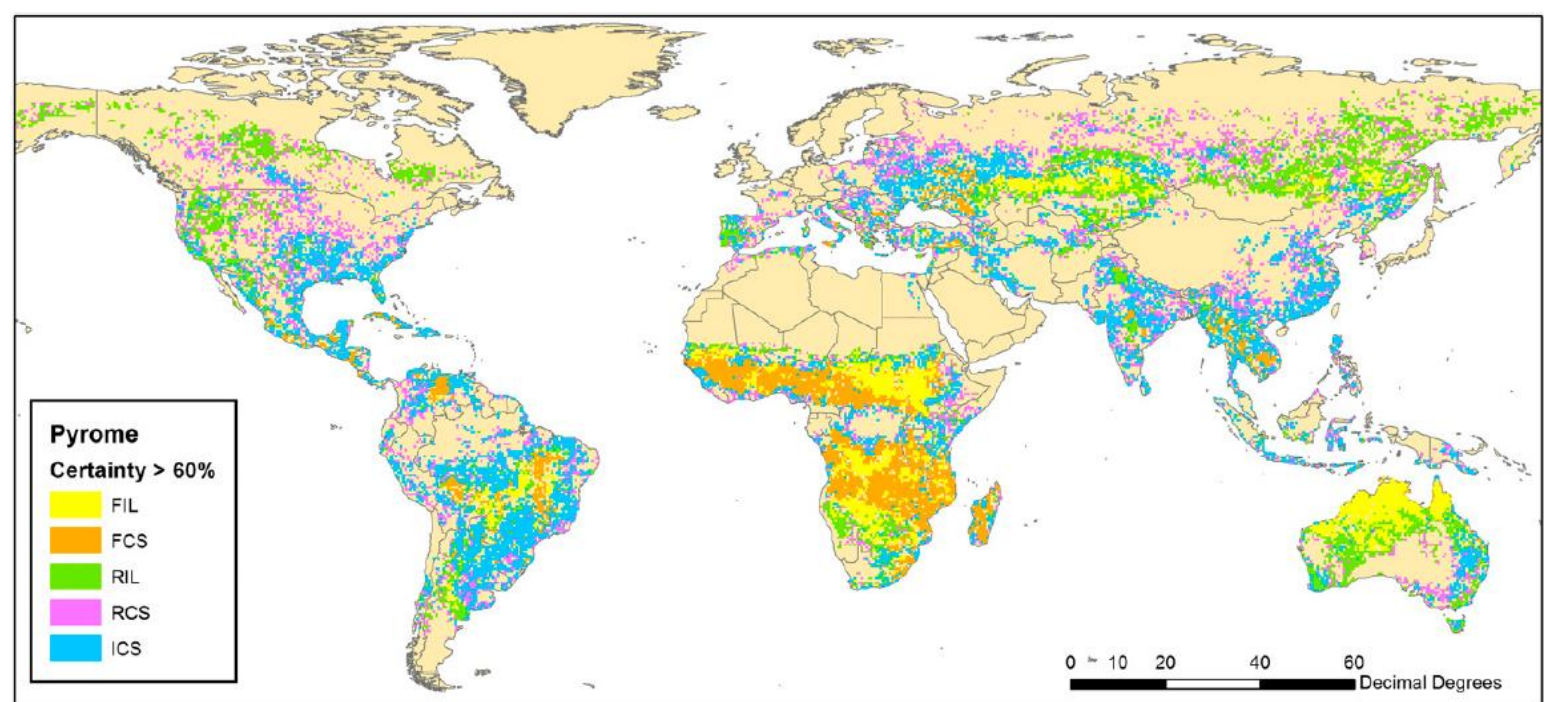 Pyrome
Certainty > 60%
FIL
FCS
RIL
RCS
ICS
0 10 20 40 60
Decimal Degrees